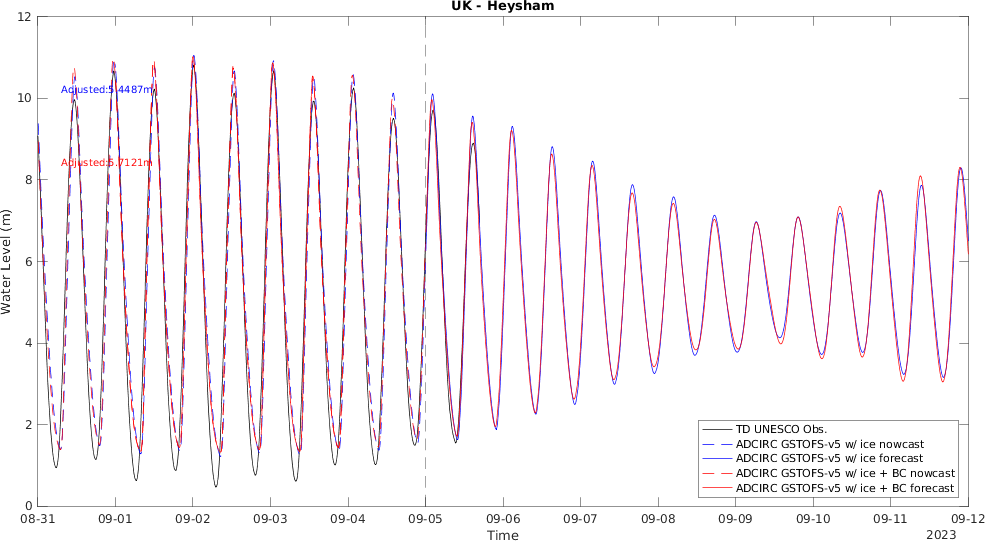 UK - Heysham
12
10
8
6
4
2
0
Water Level (m)
Adjusted:5.4487m
Adjusted:5.7121m
TD UNESCO Obs.
ADCIRC GSTOFS-v5 w/ ice nowcast
ADCIRC GSTOFS-v5 w/ ice forecast
ADCIRC GSTOFS-v5 w/ ice + BC nowcast
ADCIRC GSTOFS-v5 w/ ice + BC forecast
08-31 09-01 09-02 09-03 09-04 09-05 09-06 09-07 09-08 09-09 09-10 09-11 09-12
Time
2023